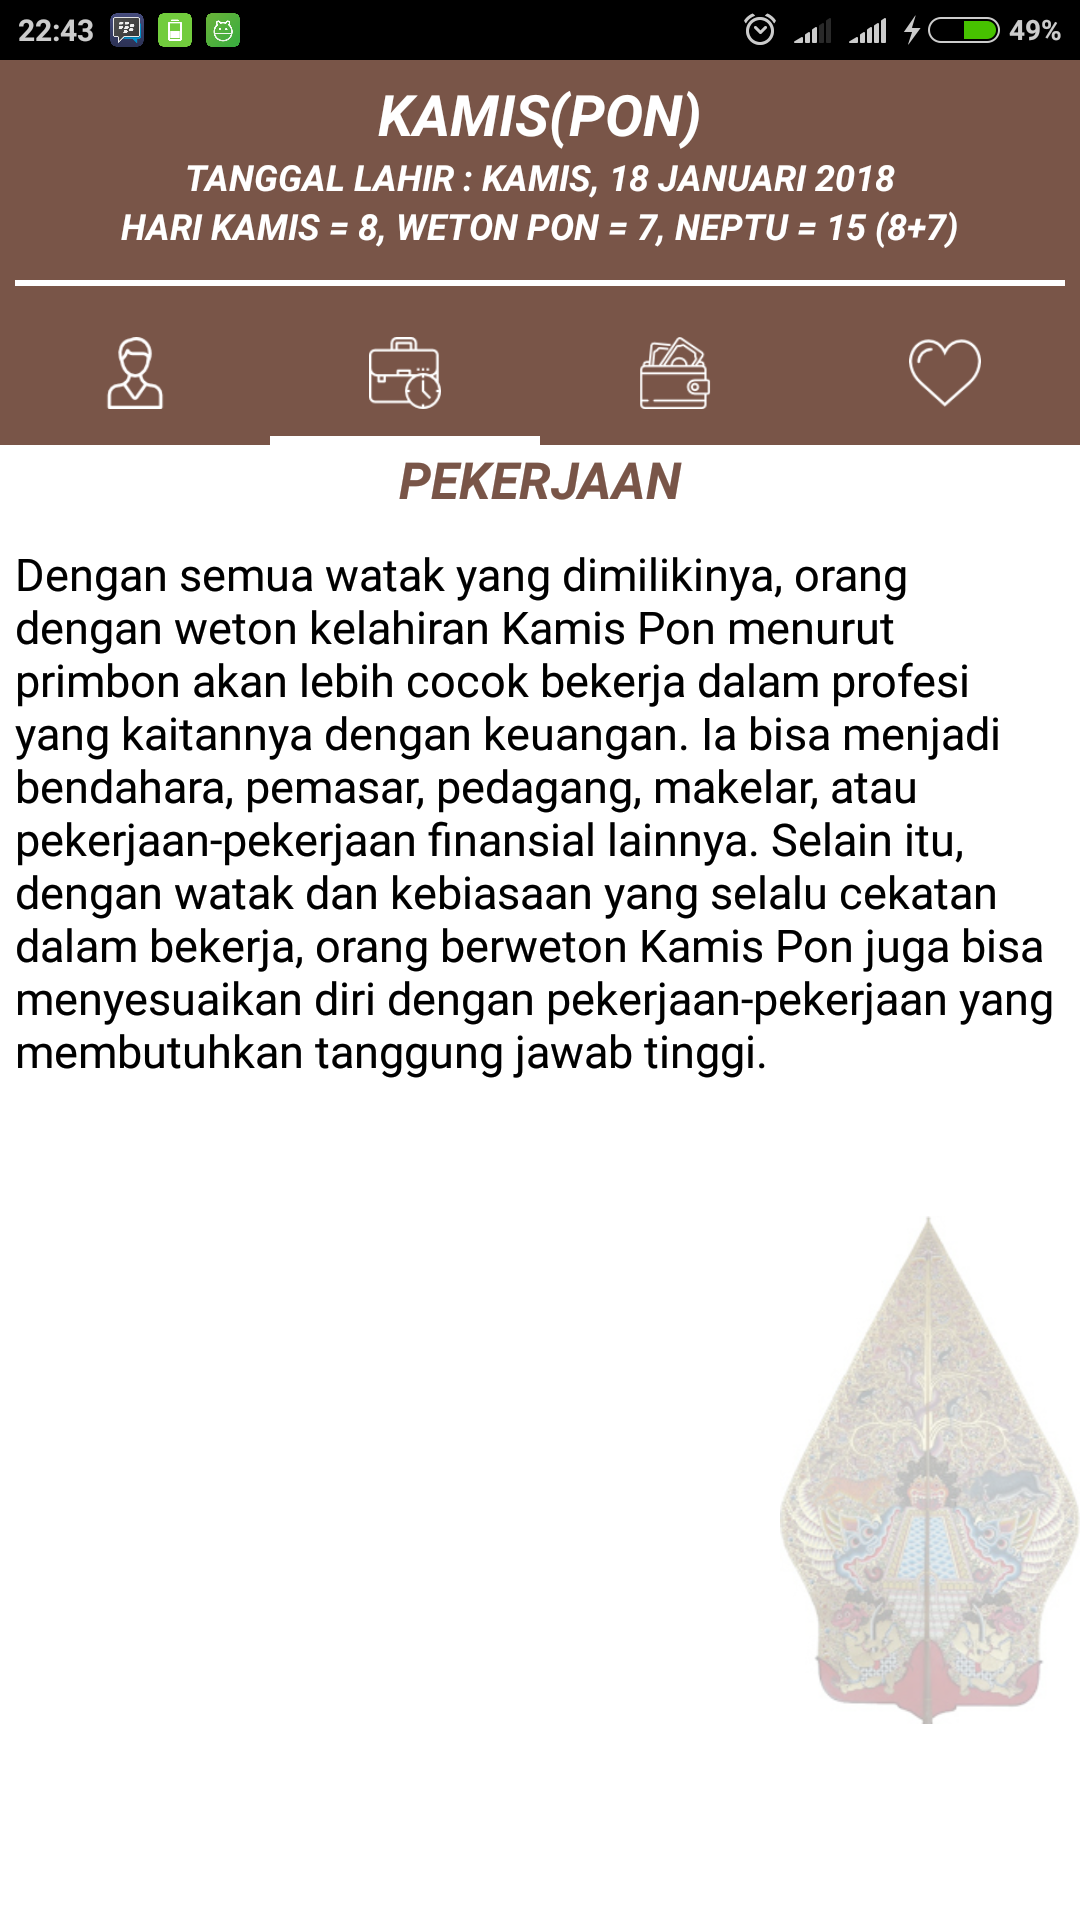 22:43
49%
KAMIS(PON)
TANGGAL LAHIR : KAMIS, 18 JANUARI 2018
HARI KAMIS = 8, WETON PON = 7, NEPTU = 15 (8+7)
PEKERJAAN
Dengan semua watak yang dimilikinya, orang
dengan weton kelahiran Kamis Pon menurut
primbon akan lebih cocok bekerja dalam profesi
yang kaitannya dengan keuangan. Ia bisa menjadi
bendahara, pemasar, pedagang, makelar, atau
pekerjaan-pekerjaan finansial lainnya. Selain itu,
dengan watak dan kebiasaan yang selalu cekatan
dalam bekerja, orang berweton Kamis Pon juga bisa
menyesuaikan diri dengan pekerjaan-pekerjaan yang
membutuhkan tanggung jawab tinggi.